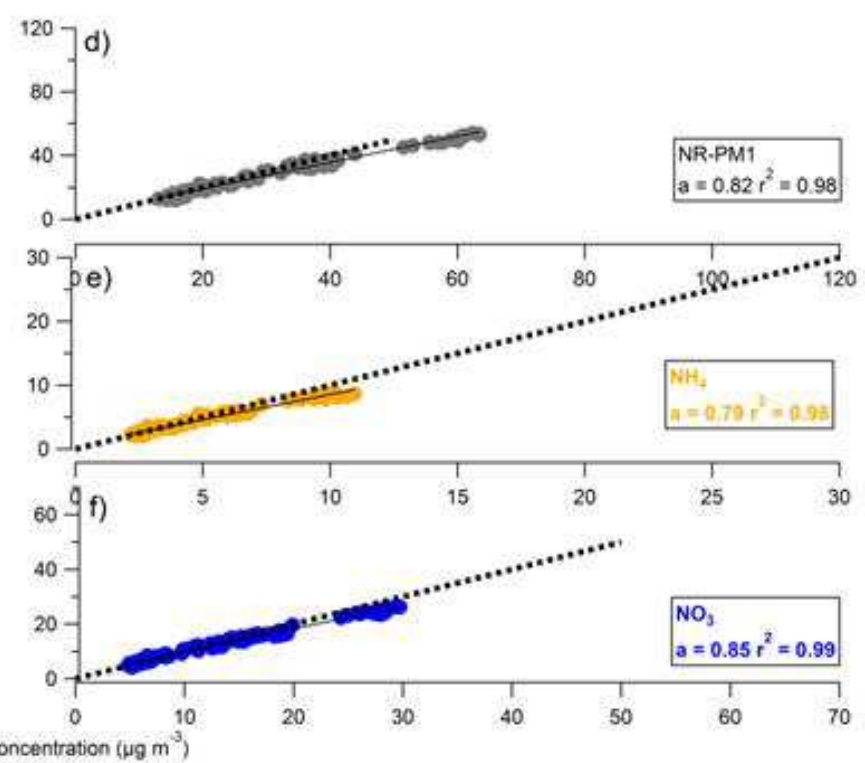 120
d)
80
40
0
NR-PM1
a = 0.82 r2 = 0.98
0 20 40 60 80 100 120
30
e)
20
10
0
NH4
a = 0.79 r2 = 0.98
0 5 10 15 20 25 30
60
f)
40
20
0
NO3
a = 0.85 r2 = 0.99
10 20 30 40 50 60 70
oncentration (µg m-3)